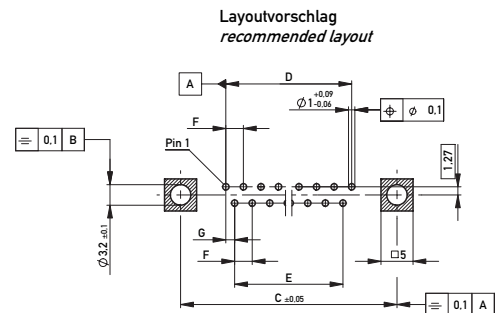 Layoutvorschlag
recommended layout
A
D
Ø1 +0,09 -0,06
⌖ ø 0,1
F
⌯ 0,1 B
Pin 1
1.27
Ø3,2 ±0,1
G
F
E
□5
C ±0,05
⌯ 0,1 A